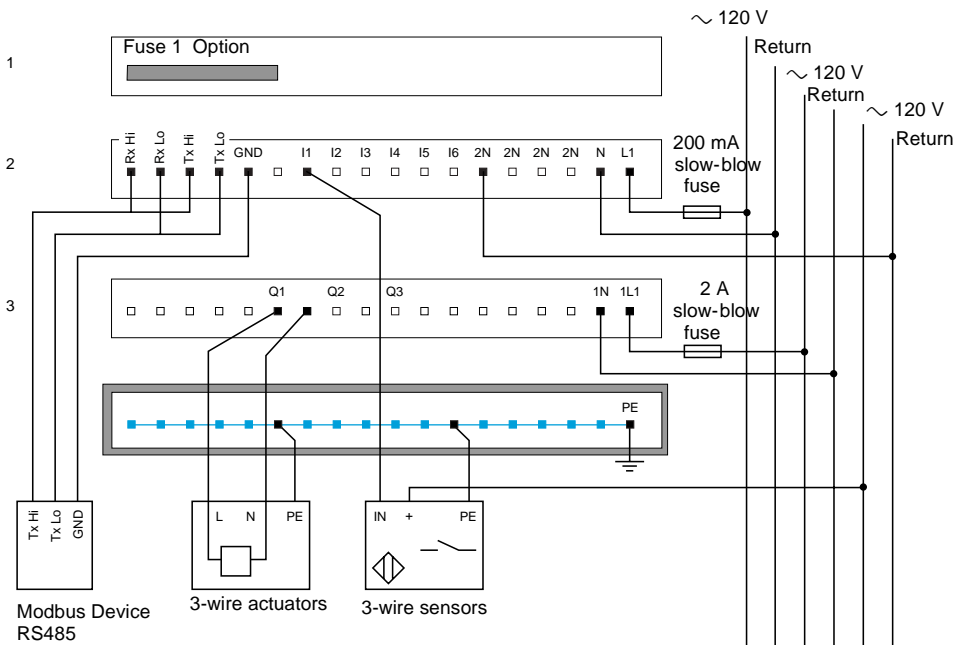 ∼ 120 V
Return
∼ 120 V
Return
∼ 120 V
Return
1
Fuse 1 Option
2
Rx Hi
Rx Lo
Tx Hi
Tx Lo
GND I1 I2 I3 I4 I5 I6 2N 2N 2N 2N N L1
200 mA
slow-blow
fuse
3
Q1 Q2 Q3 1N 1L1
2 A
slow-blow
fuse
PE
Tx Hi
Tx Lo
GND
L N PE
IN + PE
Modbus Device
RS485
3-wire actuators
3-wire sensors